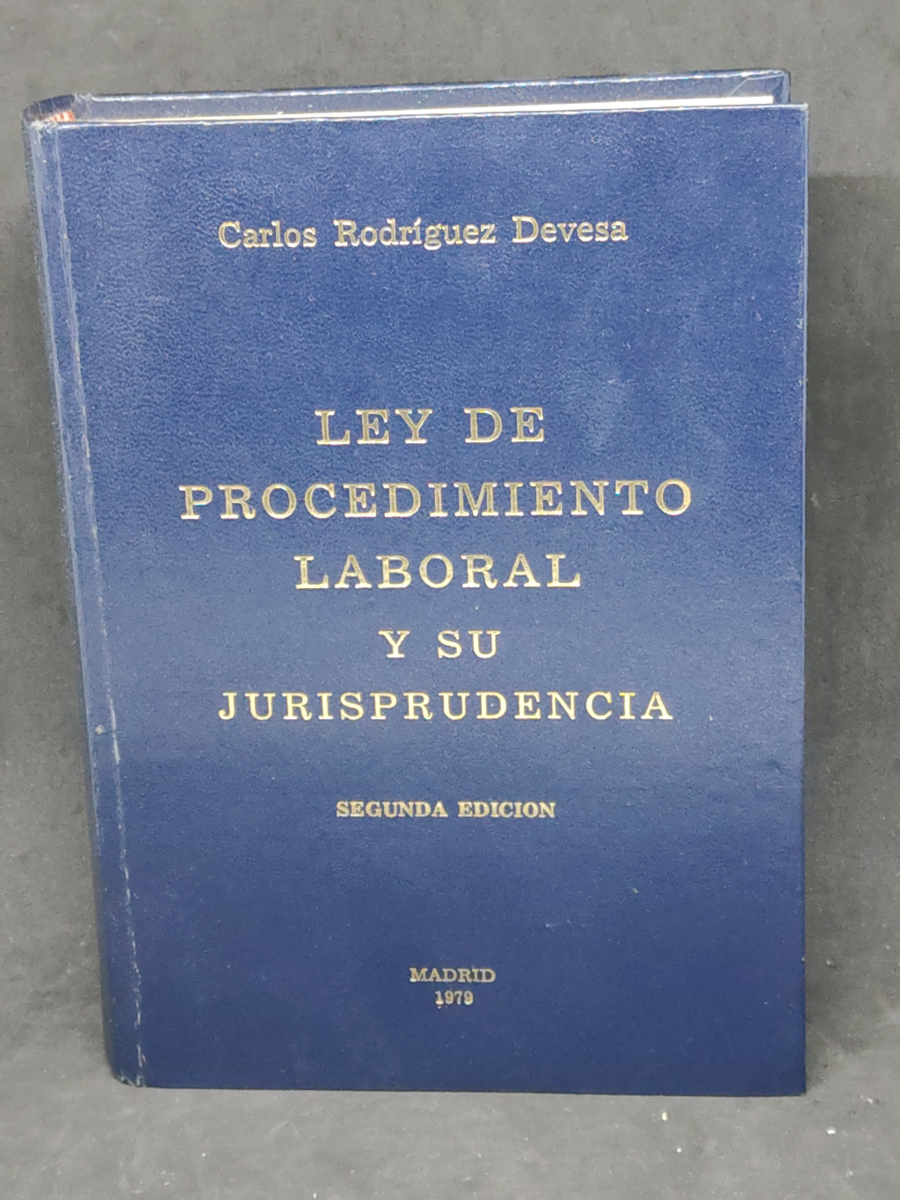 Carlos Rodríguez Devesa
LEY DE
PROCEDIMIENTO
LABORAL
Y SU
JURISPRUDENCIA
SEGUNDA EDICION
MADRID
1979